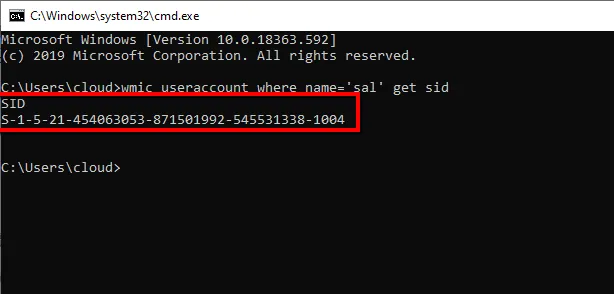 C:\Windows\system32\cmd.exe
Microsoft Windows [Version 10.0.18363.592]
(c) 2019 Microsoft Corporation. All rights reserved.
C:\Users\cloud>wmic useraccount where name='sal' get sid
SID
S-1-5-21-454063053-871501992-545531338-1004
C:\Users\cloud>